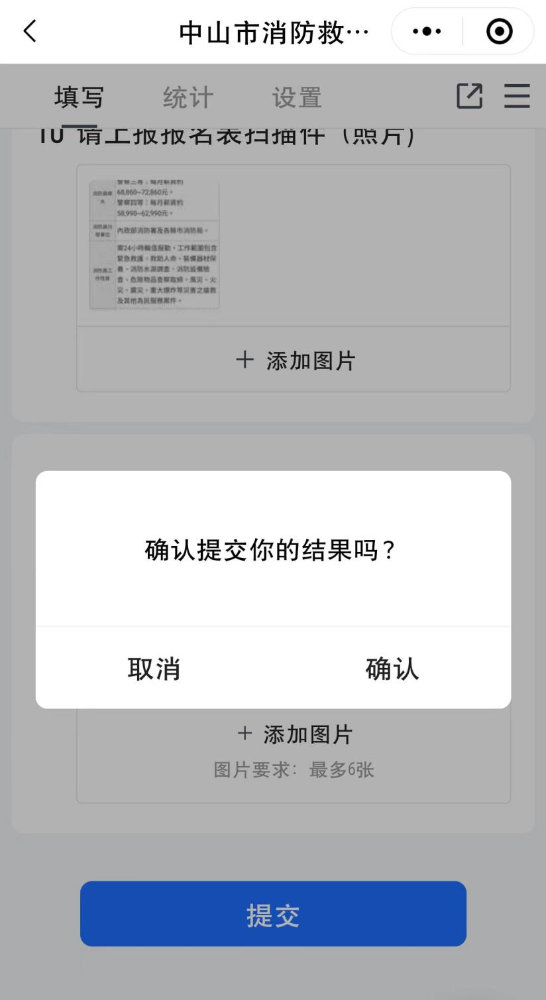 中山市消防救…
填写 统计 设置
10 请上报报名表扫描件（照片）
警察三等：每月薪資約
68,860~72,860元。
警察四等：每月薪資約
58,990~62,990元。
內政部消防署及各縣市消防局。
需24小時輪值服勤，工作範圍包含
緊急救護、救助人命、裝備器材保
養、消防水源調查、消防設備檢
查、危險物品查察取締、風災、火
災、震災、重大爆炸等災害之搶救
及其他為民服務案件。
＋ 添加图片
确认提交你的结果吗？
取消 确认
＋ 添加图片
图片要求：最多6张
提交